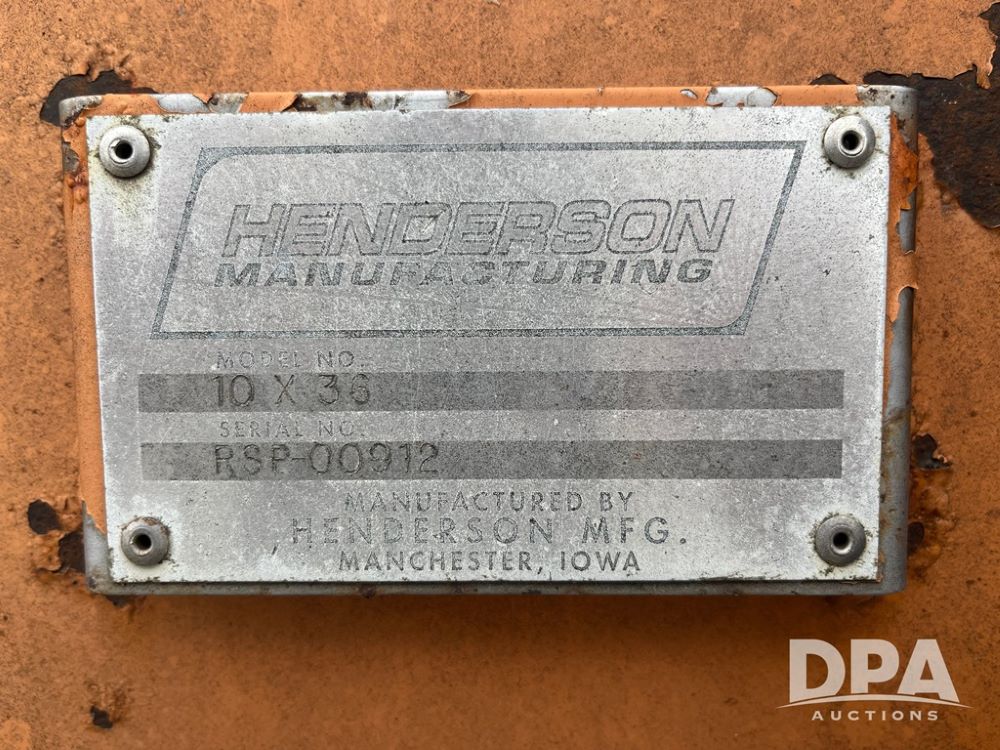 HENDERSON
MANUFACTURING
MODEL NO.
10 X 36
SERIAL NO.
RSP-00912
MANUFACTURED BY
HENDERSON MFG.
MANCHESTER, IOWA
DPA
AUCTIONS